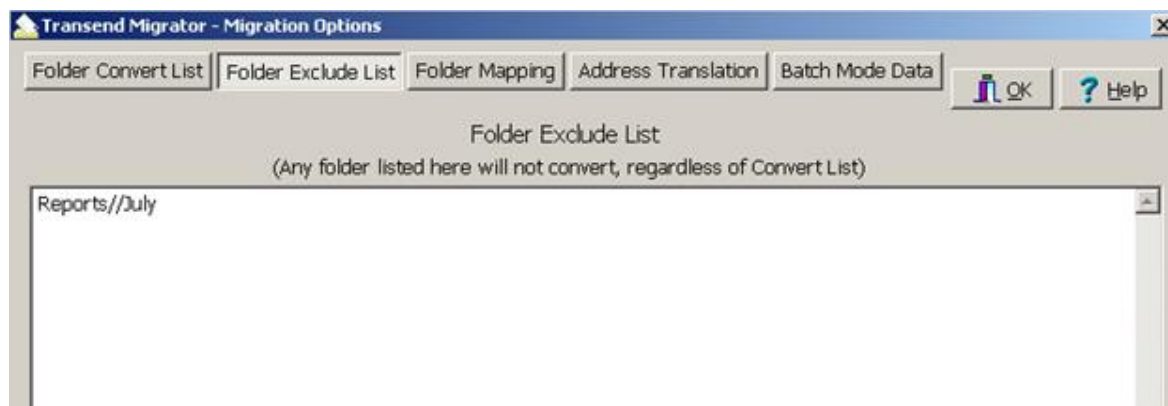 Transend Migrator - Migration Options
Folder Convert List Folder Exclude List Folder Mapping Address Translation Batch Mode Data OK ? Help
Folder Exclude List
(Any folder listed here will not convert, regardless of Convert List)
Reports//July